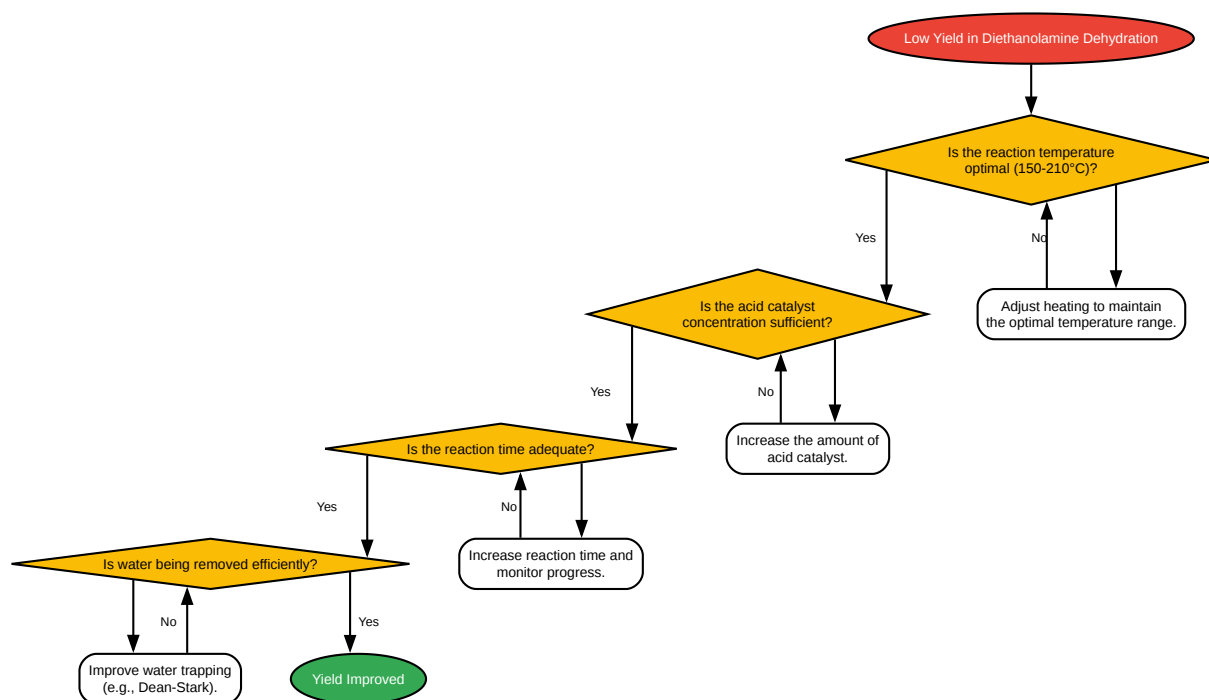 Low Yield in Diethanolamine Dehydration
Is the reaction temperature
optimal (150-210°C)?
Yes
No
Adjust heating to maintain
the optimal temperature range.
Is the acid catalyst
concentration sufficient?
Yes
No
Increase the amount of
acid catalyst.
Is the reaction time adequate?
Yes
No
Increase reaction time and
monitor progress.
Is water being removed efficiently?
No
Yes
Improve water trapping
(e.g., Dean-Stark).
Yield Improved